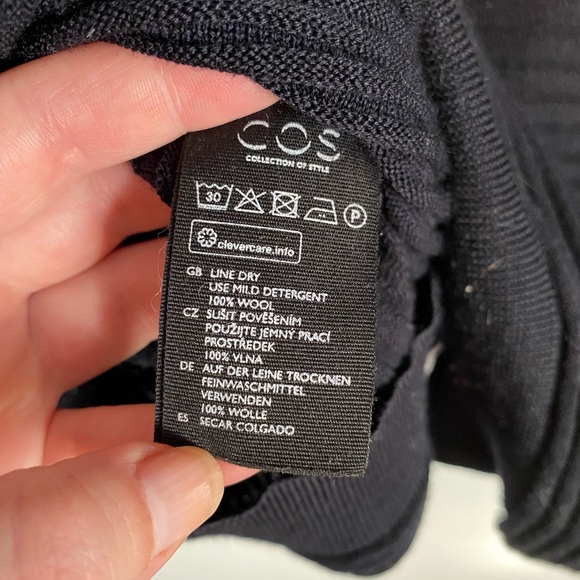 COS
COLLECTION OF STYLE
30 P
clevercare.info
GB LINE DRY
USE MILD DETERGENT
100% WOOL
CZ SUŠIT POVĚŠENÍM
POUŽIJTE JEMNÝ PRACÍ
PROSTŘEDEK
100% VLNA
DE AUF DER LEINE TROCKNEN
FEINWASCHMITTEL
VERWENDEN
100% WOLLE
ES SECAR COLGADO